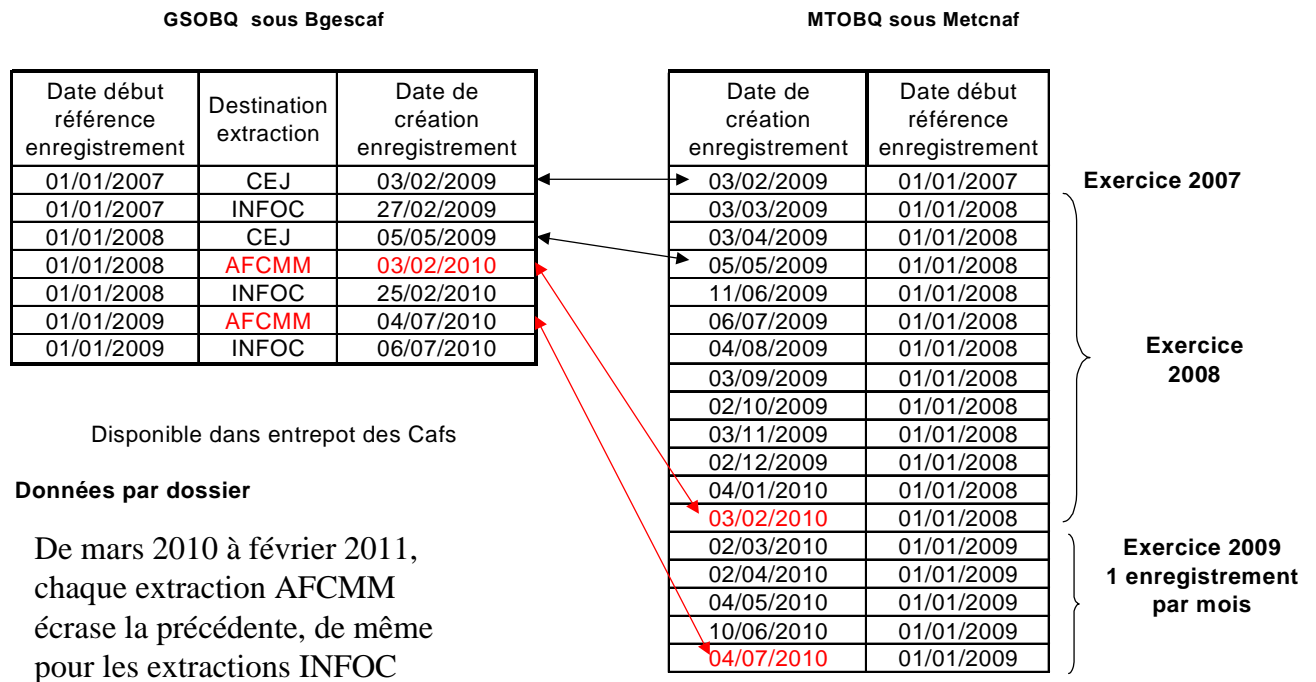 GSOBQ sous Bgescaf
MTOBQ sous Metcnaf
Date début référence enregistrement | Destination extraction | Date de création enregistrement
01/01/2007 | CEJ | 03/02/2009
01/01/2007 | INFOC | 27/02/2009
01/01/2008 | CEJ | 05/05/2009
01/01/2008 | AFCMM | 03/02/2010
01/01/2008 | INFOC | 25/02/2010
01/01/2009 | AFCMM | 04/07/2010
01/01/2009 | INFOC | 06/07/2010
Disponible dans entrepot des Cafs
Données par dossier
De mars 2010 à février 2011,
chaque extraction AFCMM
écrase la précédente, de même
pour les extractions INFOC
Date de création enregistrement | Date début référence enregistrement
03/02/2009 | 01/01/2007
03/03/2009 | 01/01/2008
03/04/2009 | 01/01/2008
05/05/2009 | 01/01/2008
11/06/2009 | 01/01/2008
06/07/2009 | 01/01/2008
04/08/2009 | 01/01/2008
03/09/2009 | 01/01/2008
02/10/2009 | 01/01/2008
03/11/2009 | 01/01/2008
02/12/2009 | 01/01/2008
04/01/2010 | 01/01/2008
03/02/2010 | 01/01/2008
02/03/2010 | 01/01/2009
02/04/2010 | 01/01/2009
04/05/2010 | 01/01/2009
10/06/2010 | 01/01/2009
04/07/2010 | 01/01/2009
Exercice 2007
Exercice
2008
Exercice 2009
1 enregistrement
par mois